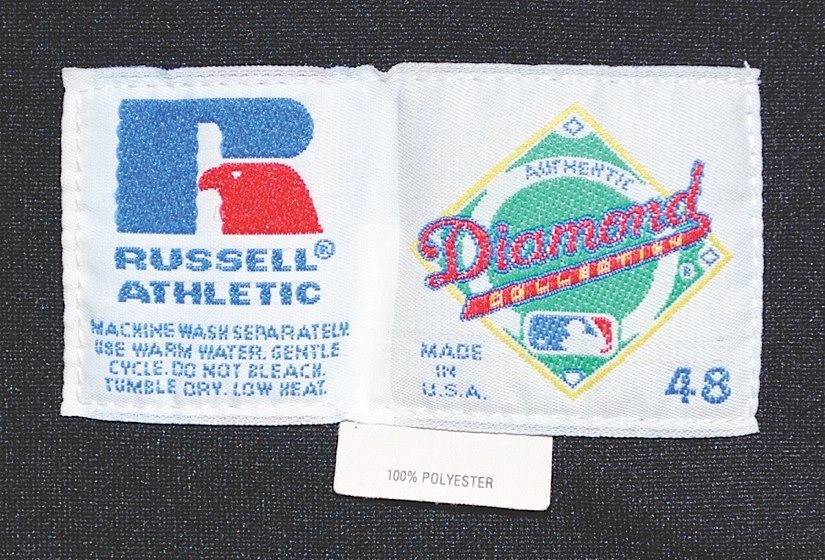 RUSSELL®
ATHLETIC
MACHINE WASH SEPARATELY
USE WARM WATER. GENTLE
CYCLE. DO NOT BLEACH.
TUMBLE DRY. LOW HEAT.
AUTHENTIC
Diamond
COLLECTION
®
MADE
IN
U.S.A.
48
100% POLYESTER